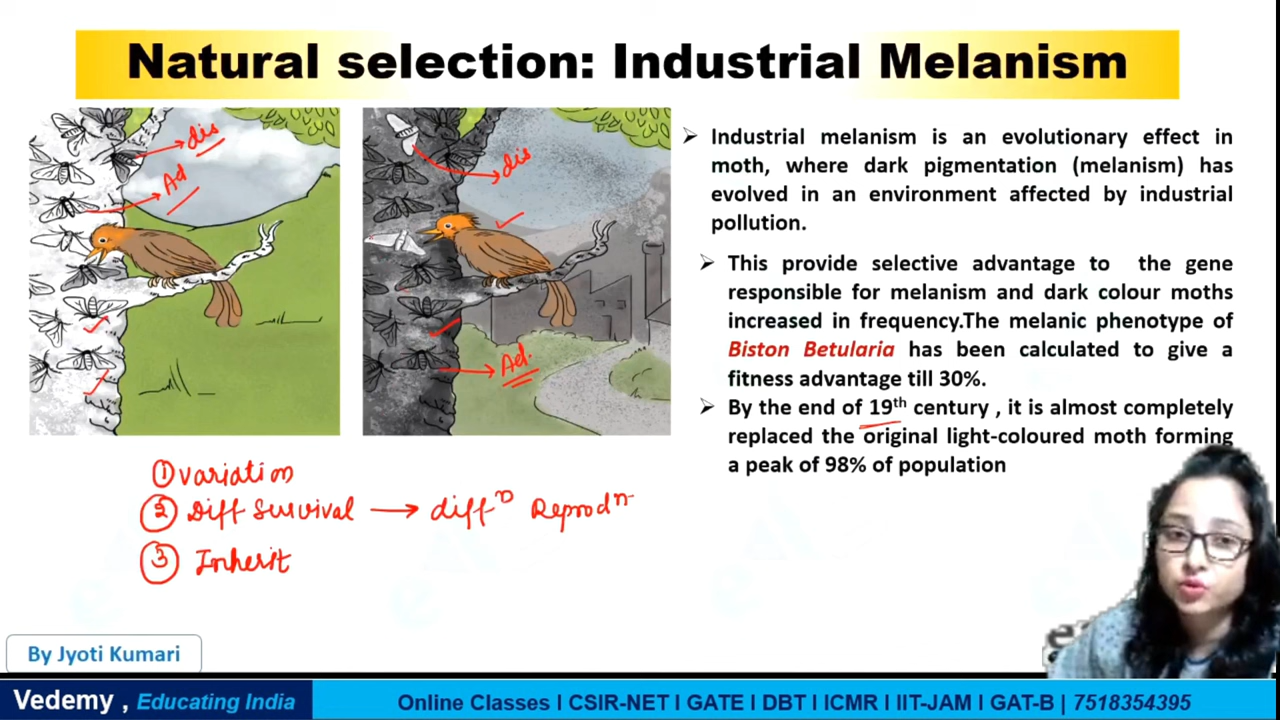 Natural selection: Industrial Melanism
dis
Ad
dis
Ad.
➢ Industrial melanism is an evolutionary effect in
moth, where dark pigmentation (melanism) has
evolved in an environment affected by industrial
pollution.
➢ This provide selective advantage to the gene
responsible for melanism and dark colour moths
increased in frequency.The melanic phenotype of
Biston Betularia has been calculated to give a
fitness advantage till 30%.
➢ By the end of 19th century , it is almost completely
replaced the original light-coloured moth forming
a peak of 98% of population
① variation
② Diff Survival → diffⁿ Reprodⁿ
③ Inherit
By Jyoti Kumari
Vedemy , Educating India
Online Classes I CSIR-NET I GATE I DBT I ICMR I IIT-JAM I GAT-B | 7518354395